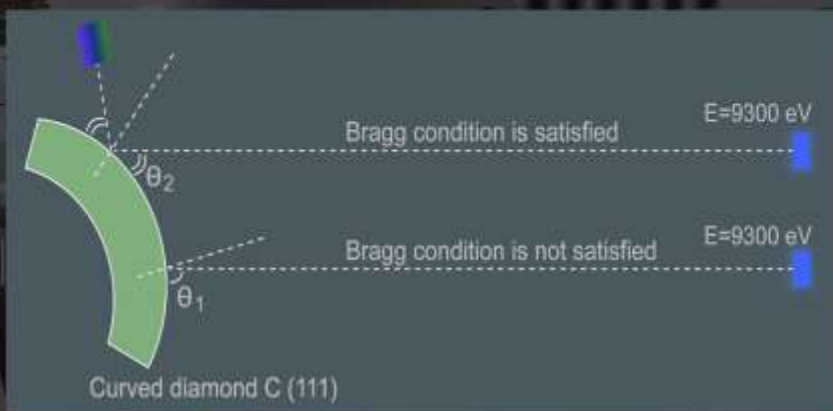 E=9300 eV
Bragg condition is satisfied
θ₂
E=9300 eV
Bragg condition is not satisfied
θ₁
Curved diamond C (111)